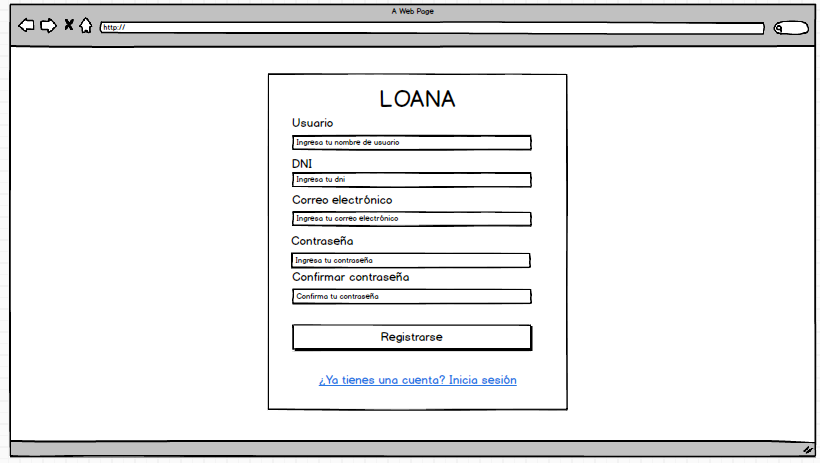 A Web Page
http://
LOANA
Usuario
Ingresa tu nombre de usuario
DNI
Ingresa tu dni
Correo electrónico
Ingresa tu correo electrónico
Contraseña
Ingresa tu contraseña
Confirmar contraseña
Confirma tu contraseña
Registrarse
¿Ya tienes una cuenta? Inicia sesión